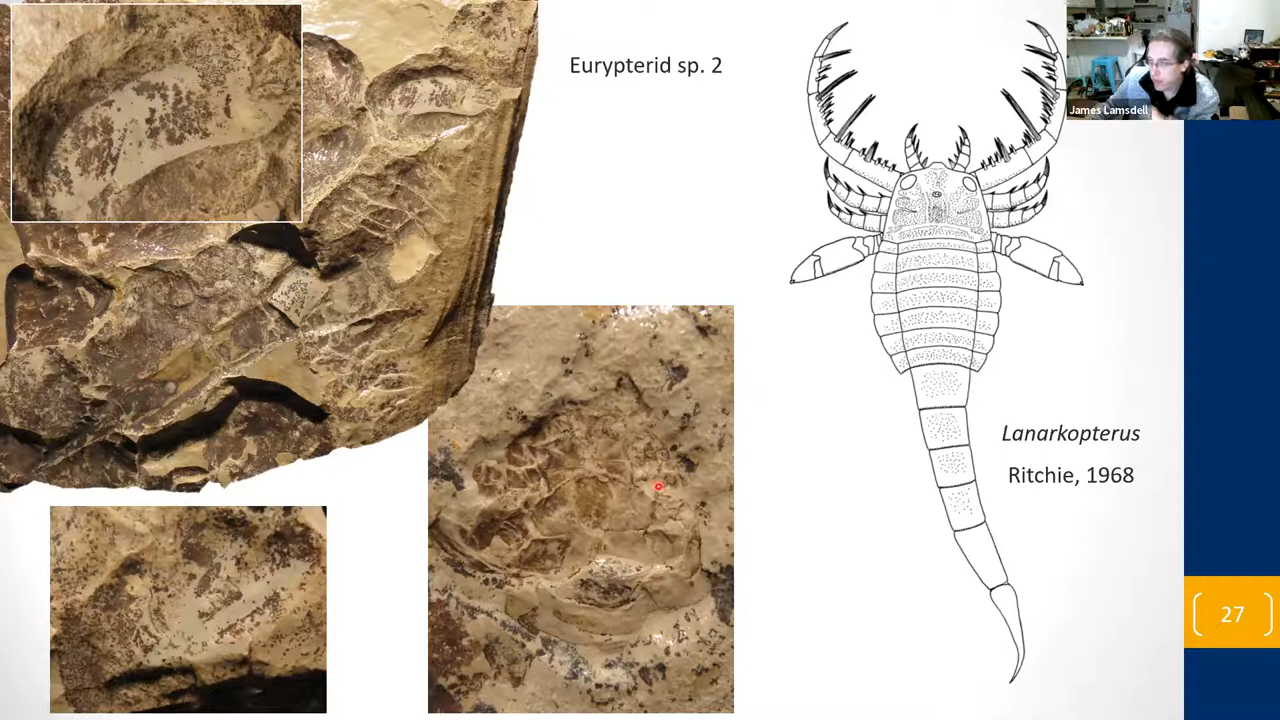 Eurypterid sp. 2
James Lamsdell
Lanarkopterus
Ritchie, 1968
27